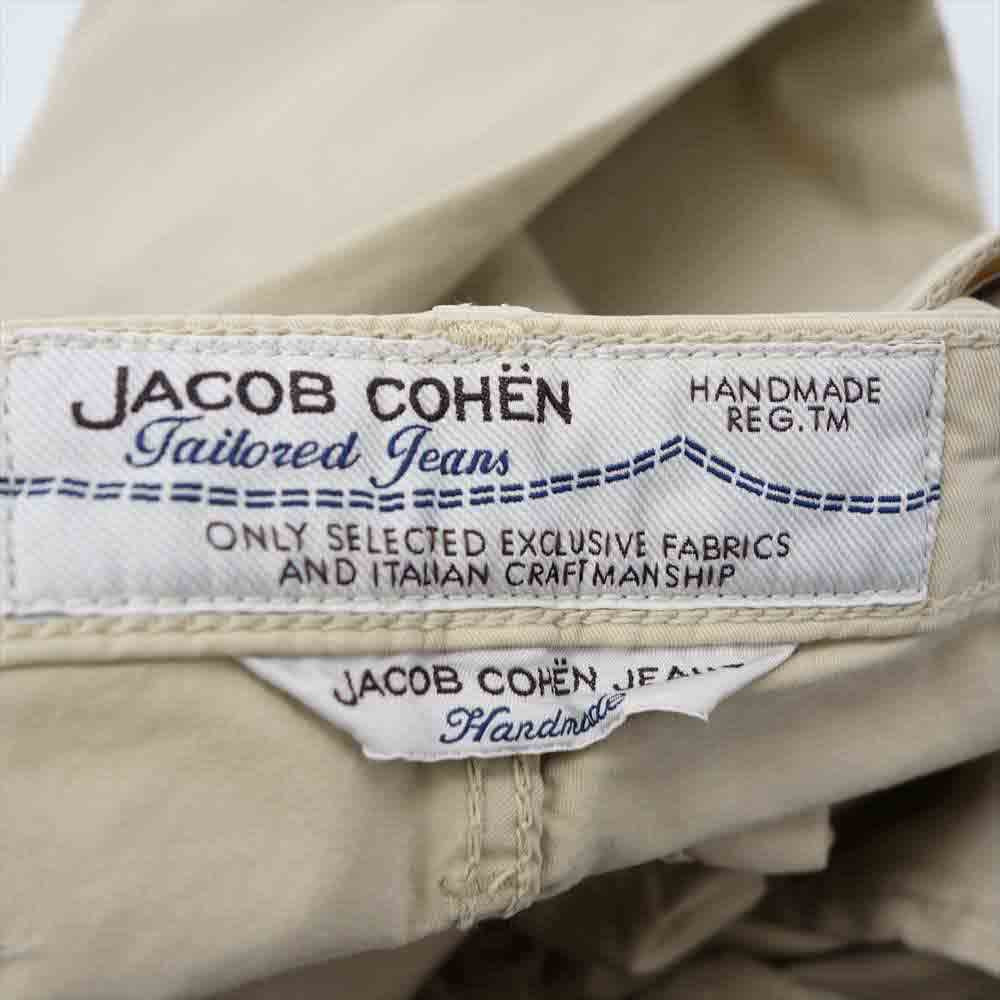 JACOB COHËN
Tailored Jeans
HANDMADE
REG.TM
ONLY SELECTED EXCLUSIVE FABRICS
AND ITALIAN CRAFTMANSHIP
JACOB COHËN
Handmade